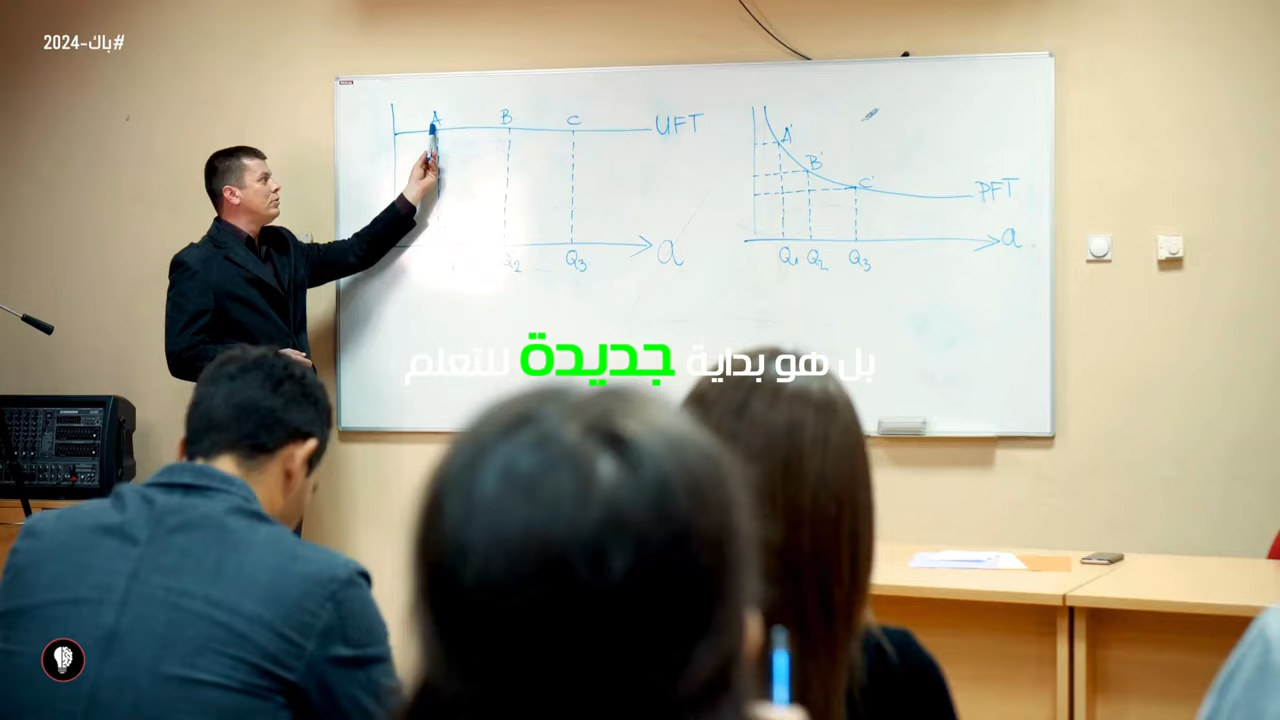 #باك-2024
A B C UFT
A' B' C' PFT
Q2 Q3 Q
Q1 Q2 Q3 Q
بل هو بداية جديدة للتعلم